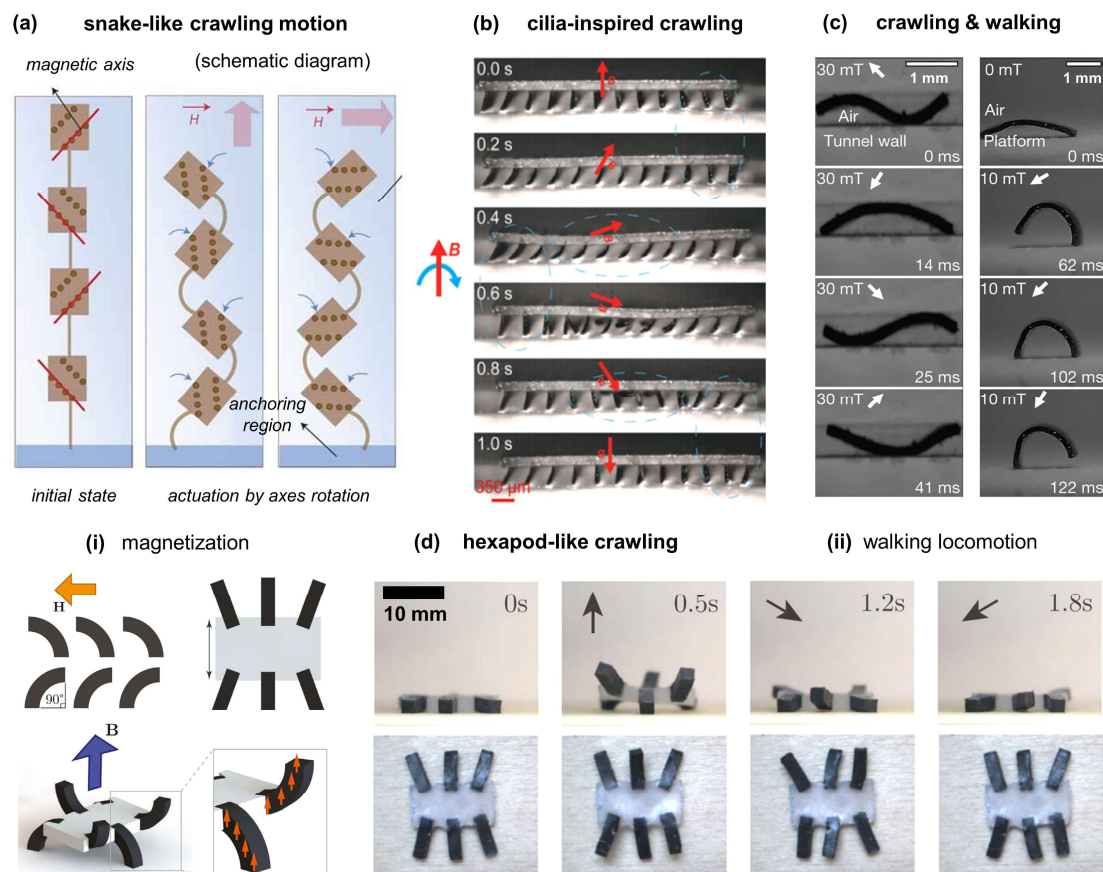 (a) snake-like crawling motion
magnetic axis
(schematic diagram)
H
H
anchoring
region
initial state
actuation by axes rotation
(b) cilia-inspired crawling
0.0 s
B
0.2 s
B
0.4 s
B
B
0.6 s
B
0.8 s
B
1.0 s
B
350 µm
(c) crawling & walking
30 mT
1 mm
Air
Tunnel wall
0 ms
0 mT
1 mm
Air
Platform
0 ms
30 mT
14 ms
10 mT
62 ms
30 mT
25 ms
10 mT
102 ms
30 mT
41 ms
10 mT
122 ms
(i) magnetization
H
90°
B
(d) hexapod-like crawling
(ii) walking locomotion
10 mm
0s
0.5s
1.2s
1.8s